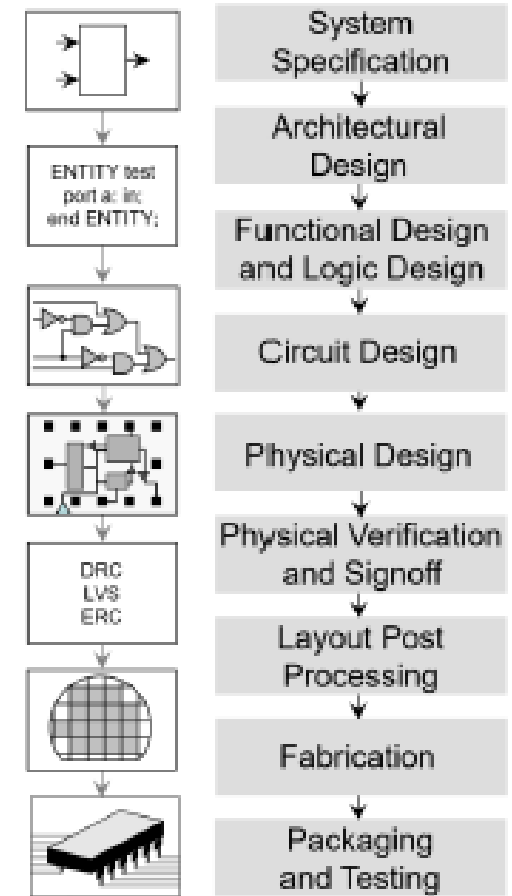 ENTITY test
port a: in;
end ENTITY;
DRC
LVS
ERC
System
Specification
Architectural
Design
Functional Design
and Logic Design
Circuit Design
Physical Design
Physical Verification
and Signoff
Layout Post
Processing
Fabrication
Packaging
and Testing